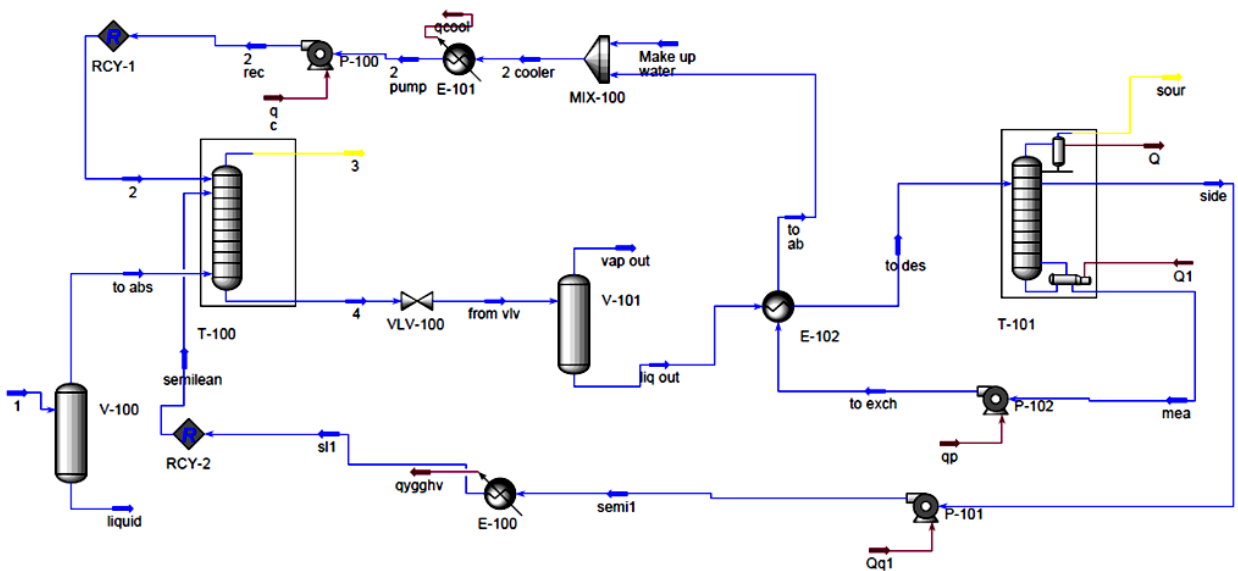 qcool
Make up
water
2
rec
P-100
2
pump
E-101
2 cooler
MIX-100
R
RCY-1
q
c
sour
3
Q
2
side
to
ab
to abs
vap out
to des
Q1
V-101
4
VLV-100
from vlv
E-102
T-100
T-101
semilean
liq out
1
V-100
to exch
P-102
mea
R
RCY-2
sl1
qp
qygghv
semi1
E-100
P-101
liquid
Qq1